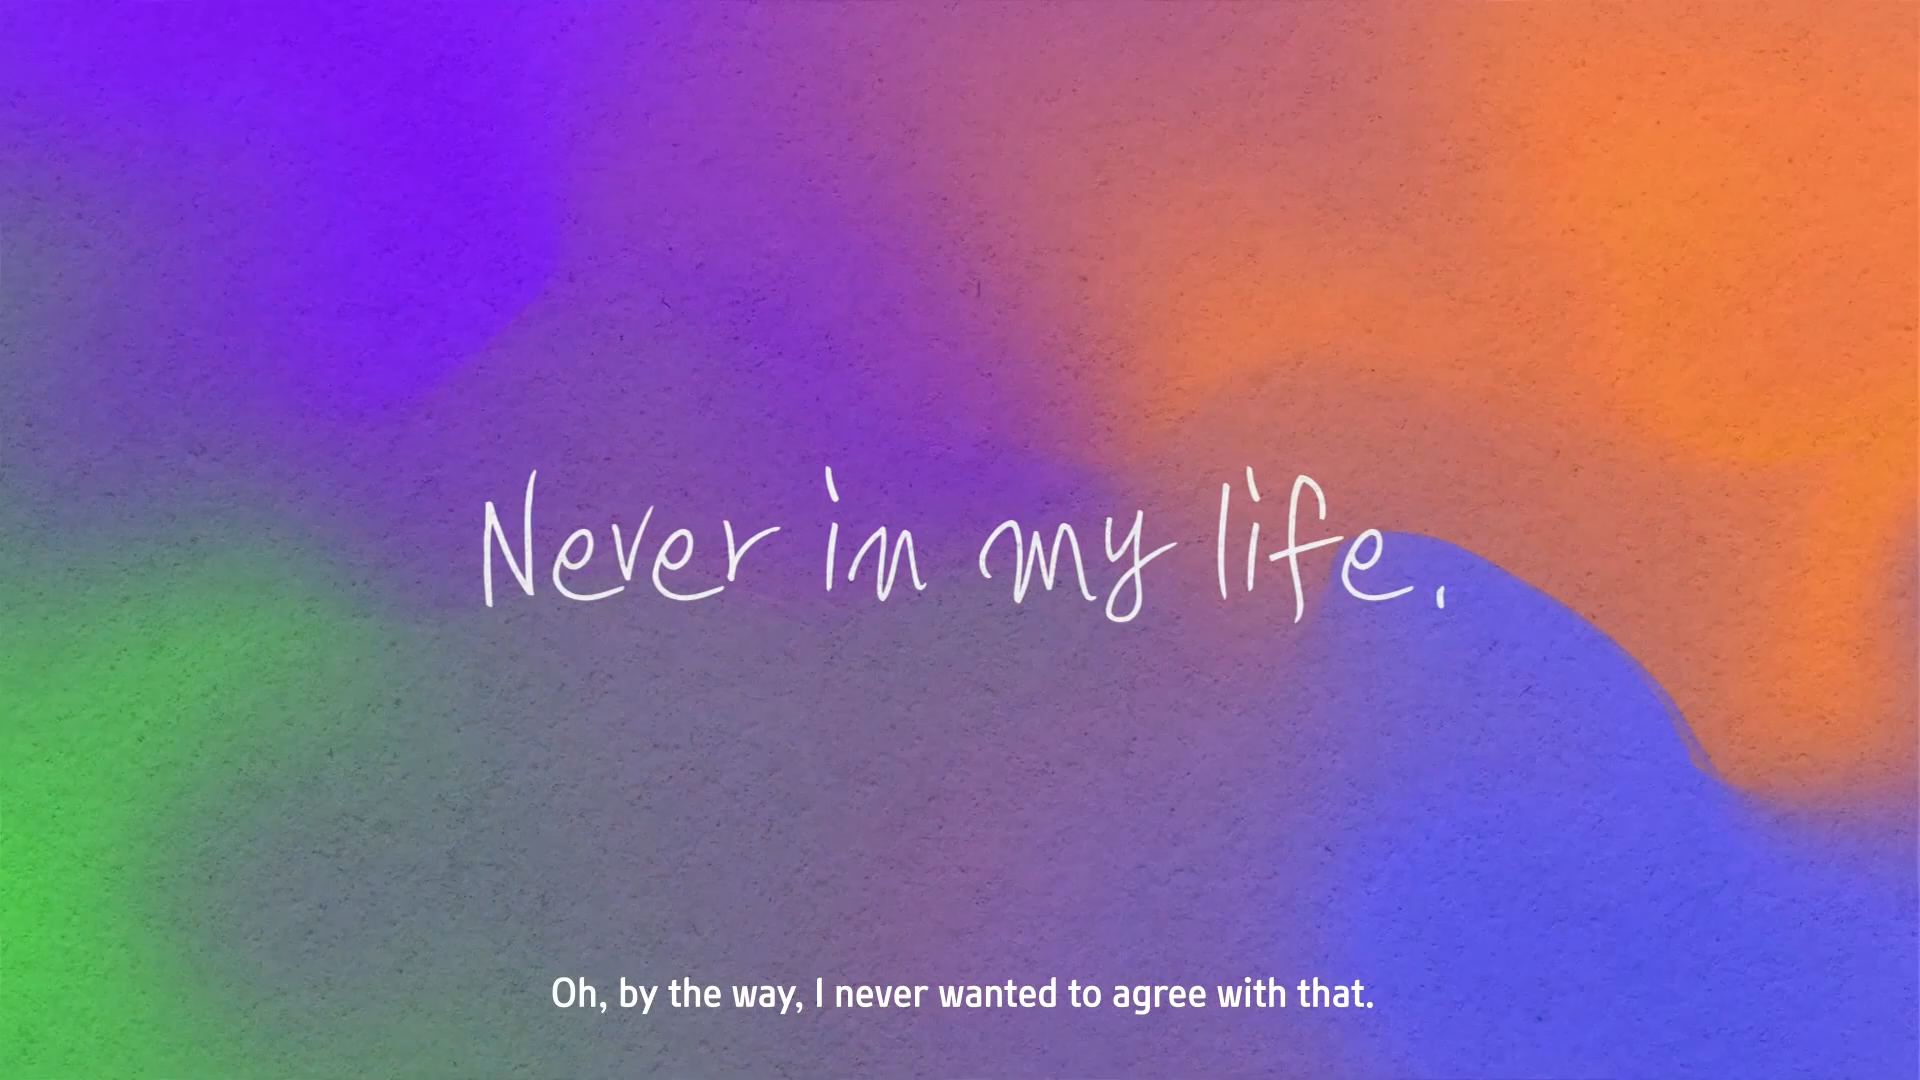 Never in my life.
Oh, by the way, I never wanted to agree with that.